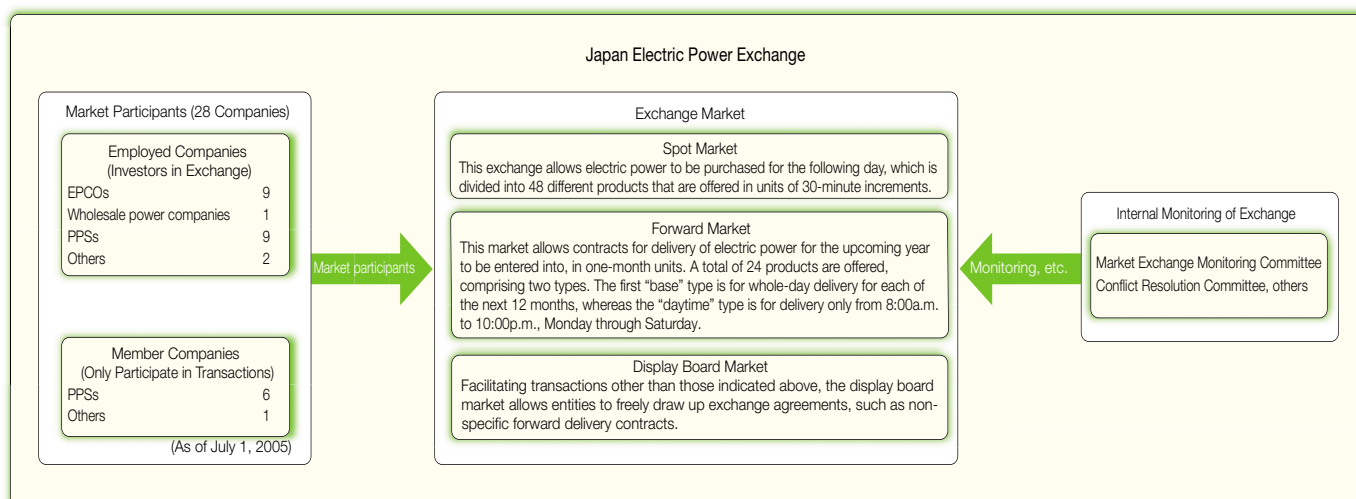 Japan Electric Power Exchange
Market Participants (28 Companies)
Employed Companies
(Investors in Exchange)
EPCOs 9
Wholesale power companies 1
PPSs 9
Others 2
Member Companies
(Only Participate in Transactions)
PPSs 6
Others 1
(As of July 1, 2005)
Market participants
Exchange Market
Spot Market
This exchange allows electric power to be purchased for the following day, which is
divided into 48 different products that are offered in units of 30-minute increments.
Forward Market
This market allows contracts for delivery of electric power for the upcoming year
to be entered into, in one-month units. A total of 24 products are offered,
comprising two types. The first “base” type is for whole-day delivery for each of
the next 12 months, whereas the “daytime” type is for delivery only from 8:00a.m.
to 10:00p.m., Monday through Saturday.
Display Board Market
Facilitating transactions other than those indicated above, the display board
market allows entities to freely draw up exchange agreements, such as non-
specific forward delivery contracts.
Monitoring, etc.
Internal Monitoring of Exchange
Market Exchange Monitoring Committee
Conflict Resolution Committee, others